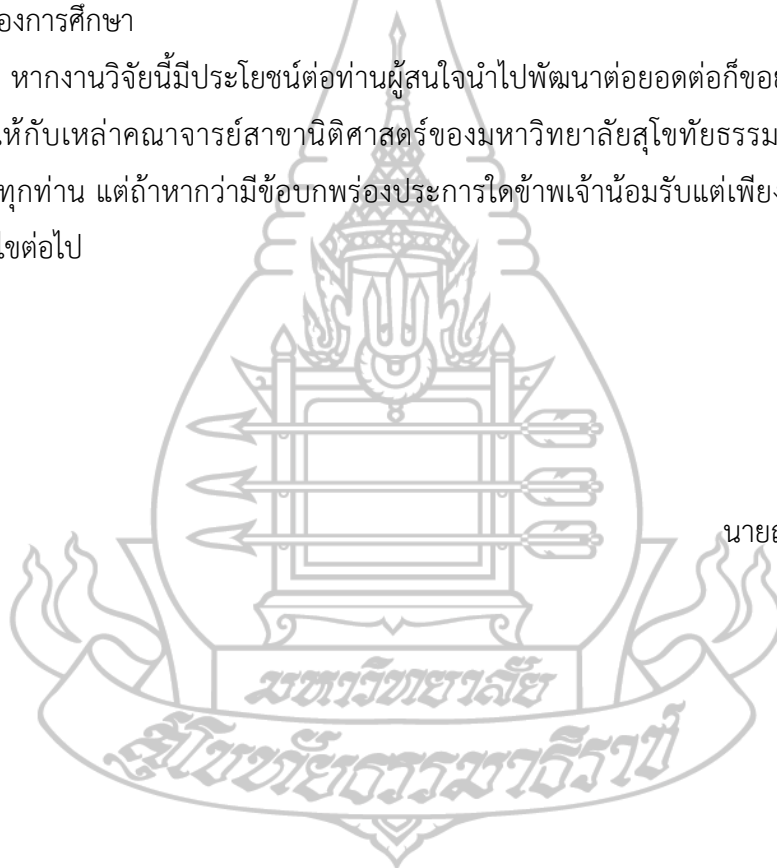 องการศึกษา
หากงานวิจัยนี้มีประโยชน์ต่อท่านผู้สนใจนำไปพัฒนาต่อยอดต่อก็ขอย
ห้กับเหล่าคณาจารย์สาขานิติศาสตร์ของมหาวิทยาลัยสุโขทัยธรรม
ทุกท่าน แต่ถ้าหากว่ามีข้อบกพร่องประการใดข้าพเจ้าน้อมรับแต่เพียง
ไขต่อไป
นาย
มหาวิทยาลัย
สุโขทัยธรรมาธิราช